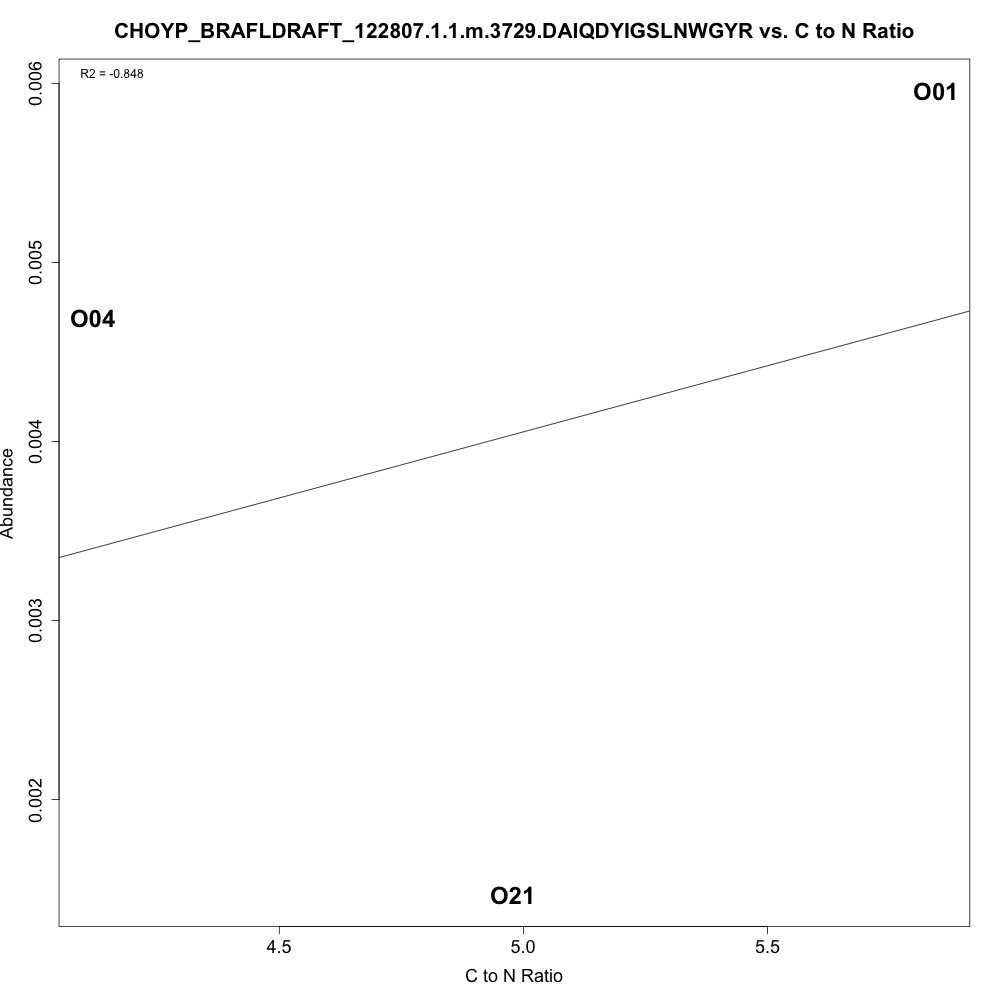 CHOYP_BRAFLDRAFT_122807.1.1.m.3729.DAIQDYIGSLNWGYR vs. C to N Ratio
R2 = -0.848
0.006
O01
0.005
O04
0.004
Abundance
0.003
0.002
O21
4.5 5.0 5.5
C to N Ratio